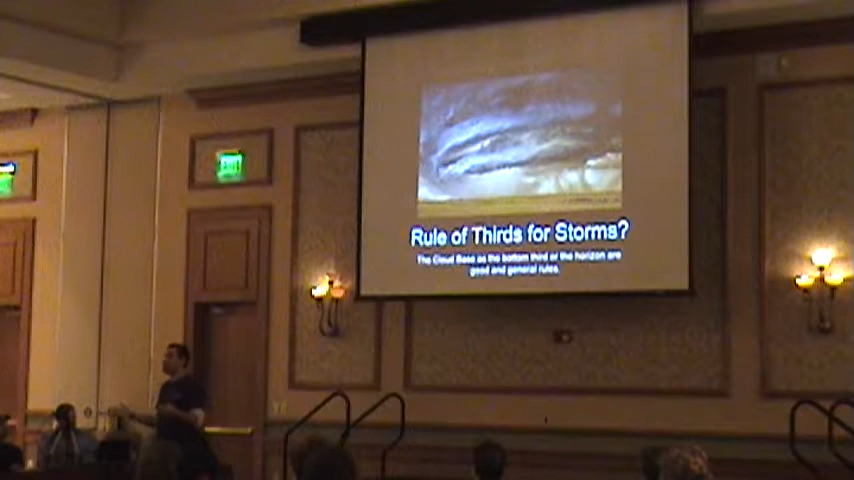 EXIT
Rule of Thirds for Storms?
The Cloud Base as the bottom third or the horizon are
good and general rules.